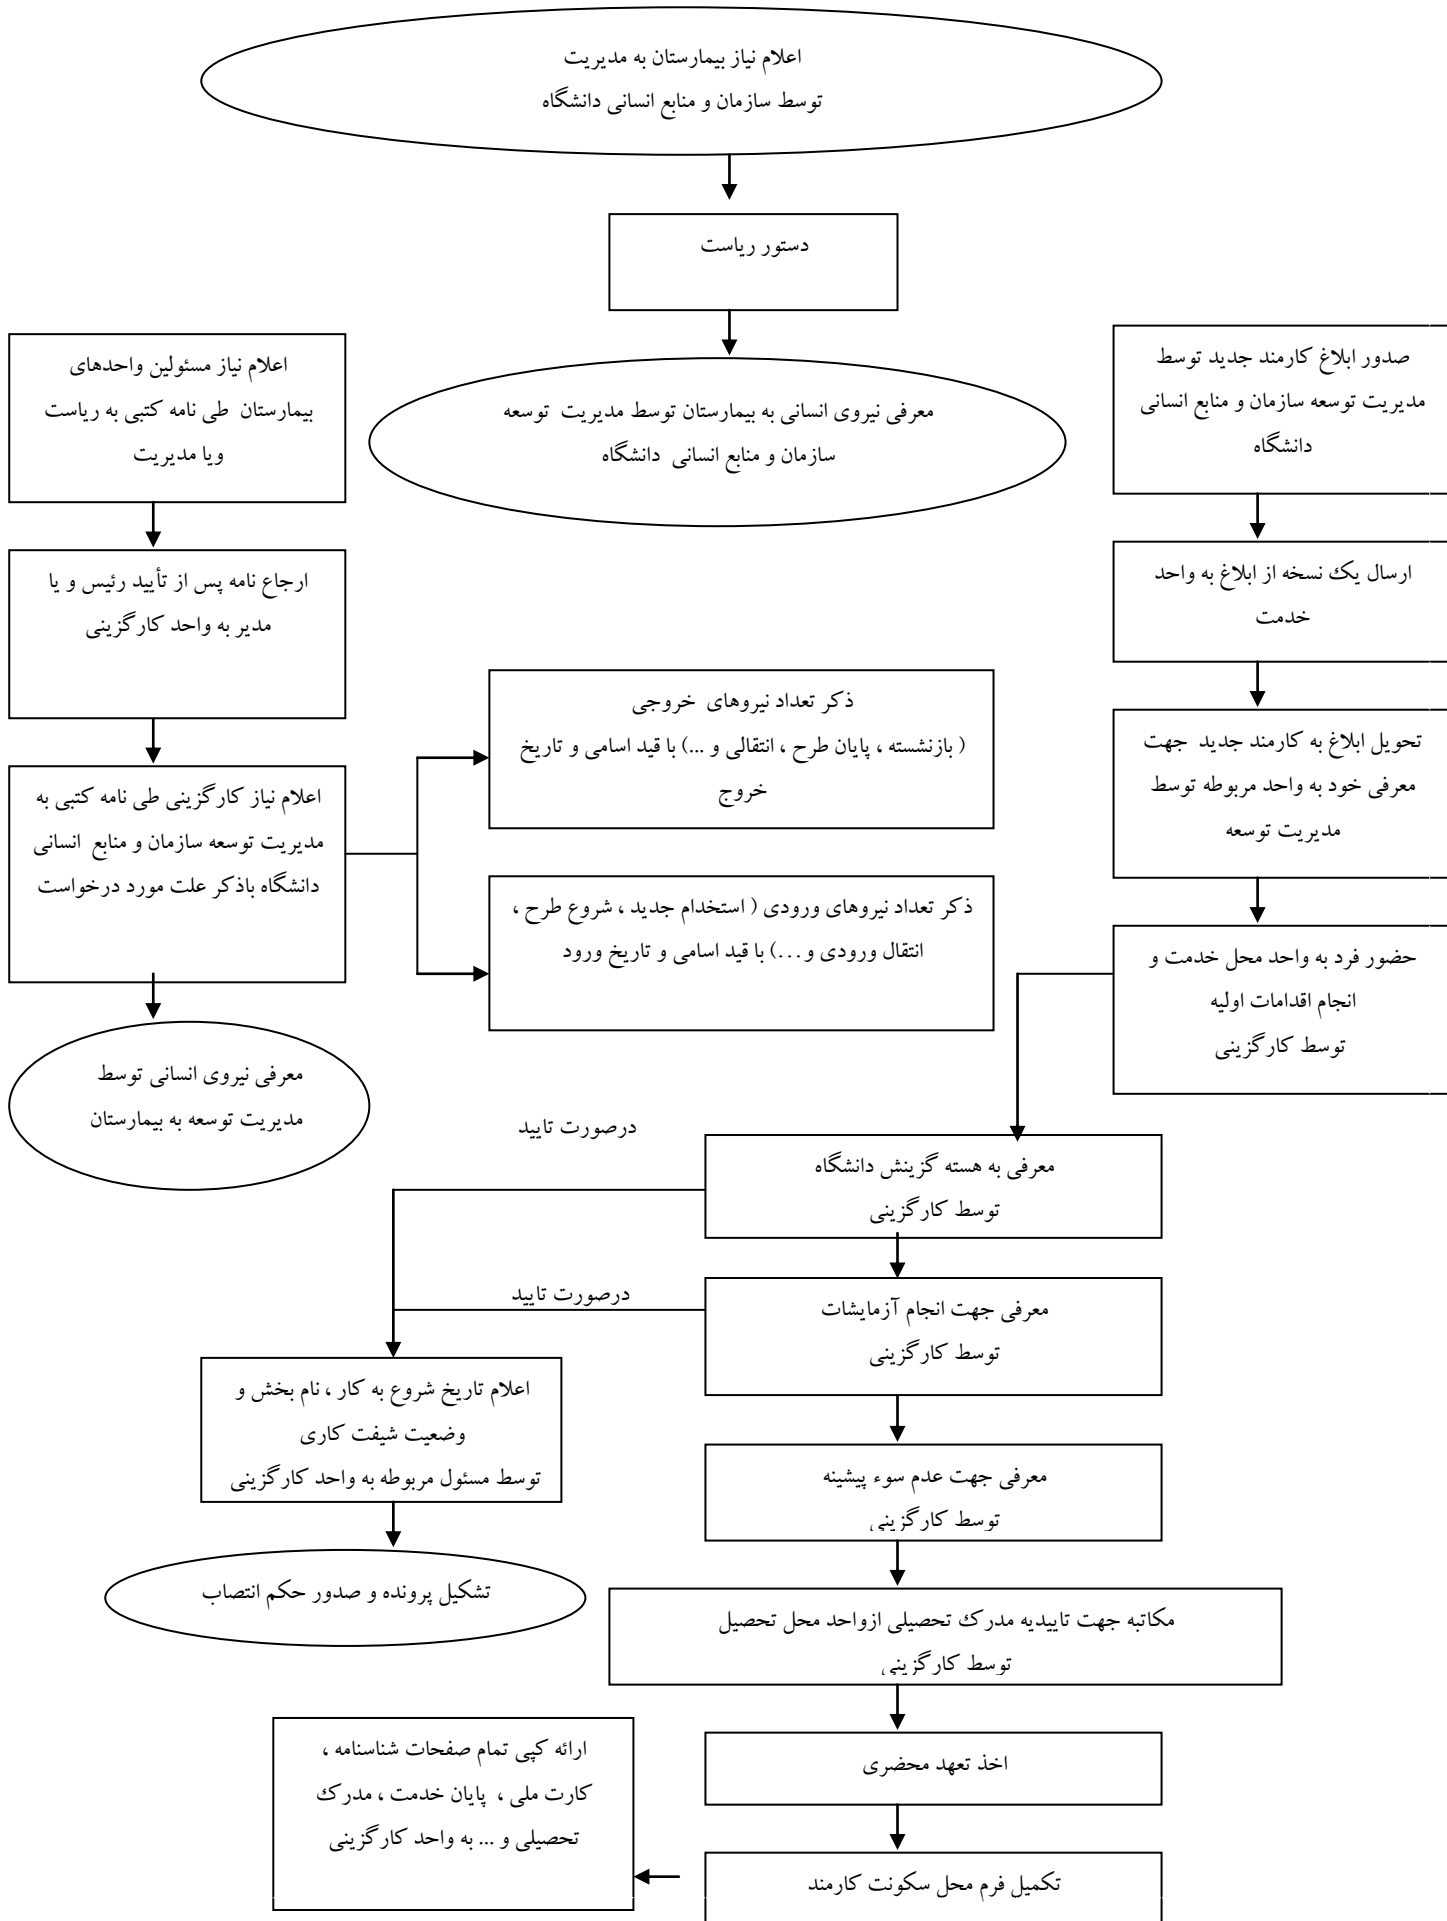 اعلام نیاز بیمارستان به مدیریت
توسط سازمان و منابع انسانی دانشگاه
دستور ریاست
معرفی نیروی انسانی به بیمارستان توسط مدیریت توسعه
سازمان و منابع انسانی دانشگاه
صدور ابلاغ کارمند جدید توسط
مدیریت توسعه سازمان و منابع انسانی
دانشگاه
ارسال یک نسخه از ابلاغ به واحد
خدمت
تحویل ابلاغ به کارمند جدید جهت
معرفی خود به واحد مربوطه توسط
مدیریت توسعه
حضور فرد به واحد محل خدمت و
انجام اقدامات اولیه
توسط کارگزینی
اعلام نیاز مسئولین واحدهای
بیمارستان طی نامه کتبی به ریاست
ویا مدیریت
ارجاع نامه پس از تأیید رئیس و یا
مدیر به واحد کارگزینی
اعلام نیاز کارگزینی طی نامه کتبی به
مدیریت توسعه سازمان و منابع انسانی
دانشگاه باذکر علت مورد درخواست
ذکر تعداد نیروهای خروجی
( بازنشسته ، پایان طرح ، انتقالی و ...) با قید اسامی و تاریخ
خروج
ذکر تعداد نیروهای ورودی ( استخدام جدید ، شروع طرح ،
انتقال ورودی و...) با قید اسامی و تاریخ ورود
معرفی نیروی انسانی توسط
مدیریت توسعه به بیمارستان
درصورت تایید
معرفی به هسته گزینش دانشگاه
توسط کارگزینی
درصورت تایید
معرفی جهت انجام آزمایشات
توسط کارگزینی
اعلام تاریخ شروع به کار ، نام بخش و
وضعیت شیفت کاری
توسط مسئول مربوطه به واحد کارگزینی
معرفی جهت عدم سوء پیشینه
توسط کارگزینی
تشکیل پرونده و صدور حکم انتصاب
مکاتبه جهت تاییدیه مدرک تحصیلی ازواحد محل تحصیل
توسط کارگزینی
اخذ تعهد محضری
ارائه کپی تمام صفحات شناسنامه ،
کارت ملی ، پایان خدمت ، مدرک
تحصیلی و ... به واحد کارگزینی
تکمیل فرم محل سکونت کارمند